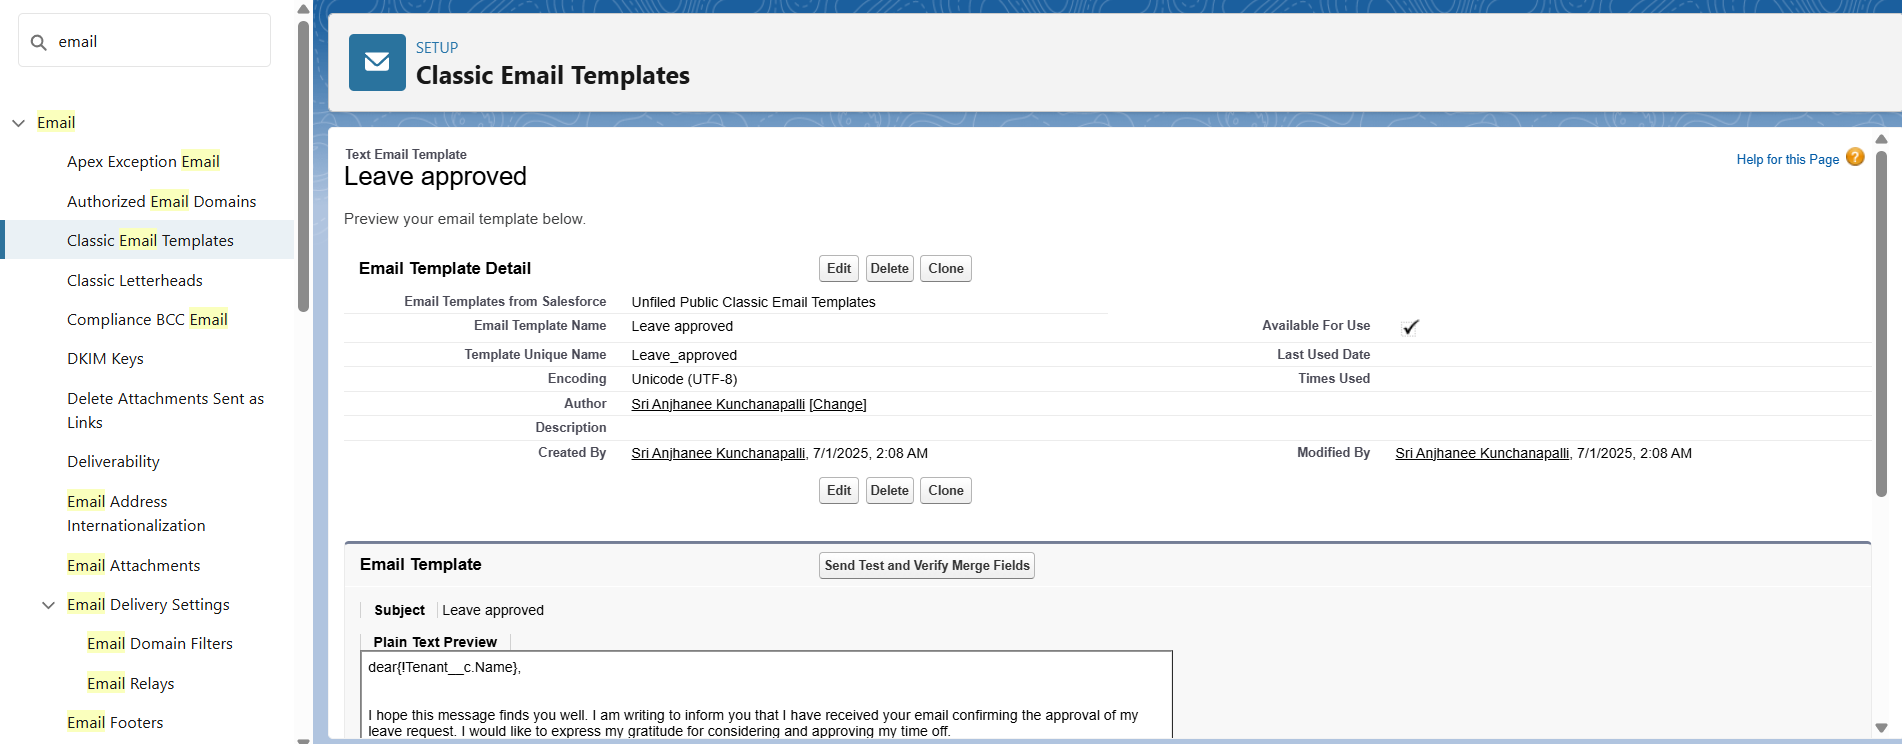 email
Email
Apex Exception Email
Authorized Email Domains
Classic Email Templates
Classic Letterheads
Compliance BCC Email
DKIM Keys
Delete Attachments Sent as
Links
Deliverability
Email Address
Internationalization
Email Attachments
Email Delivery Settings
Email Domain Filters
Email Relays
Email Footers
SETUP
Classic Email Templates
Text Email Template
Leave approved
Help for this Page ?
Preview your email template below.
Email Template Detail Edit Delete Clone
Email Templates from Salesforce Unfiled Public Classic Email Templates
Email Template Name Leave approved Available For Use
Template Unique Name Leave_approved Last Used Date
Encoding Unicode (UTF-8) Times Used
Author Sri Anjhanee Kunchanapalli [Change]
Description
Created By Sri Anjhanee Kunchanapalli, 7/1/2025, 2:08 AM Modified By Sri Anjhanee Kunchanapalli, 7/1/2025, 2:08 AM
Edit Delete Clone
Email Template Send Test and Verify Merge Fields
Subject Leave approved
Plain Text Preview
dear{!Tenant__c.Name},
I hope this message finds you well. I am writing to inform you that I have received your email confirming the approval of my
leave request. I would like to express my gratitude for considering and approving my time off.